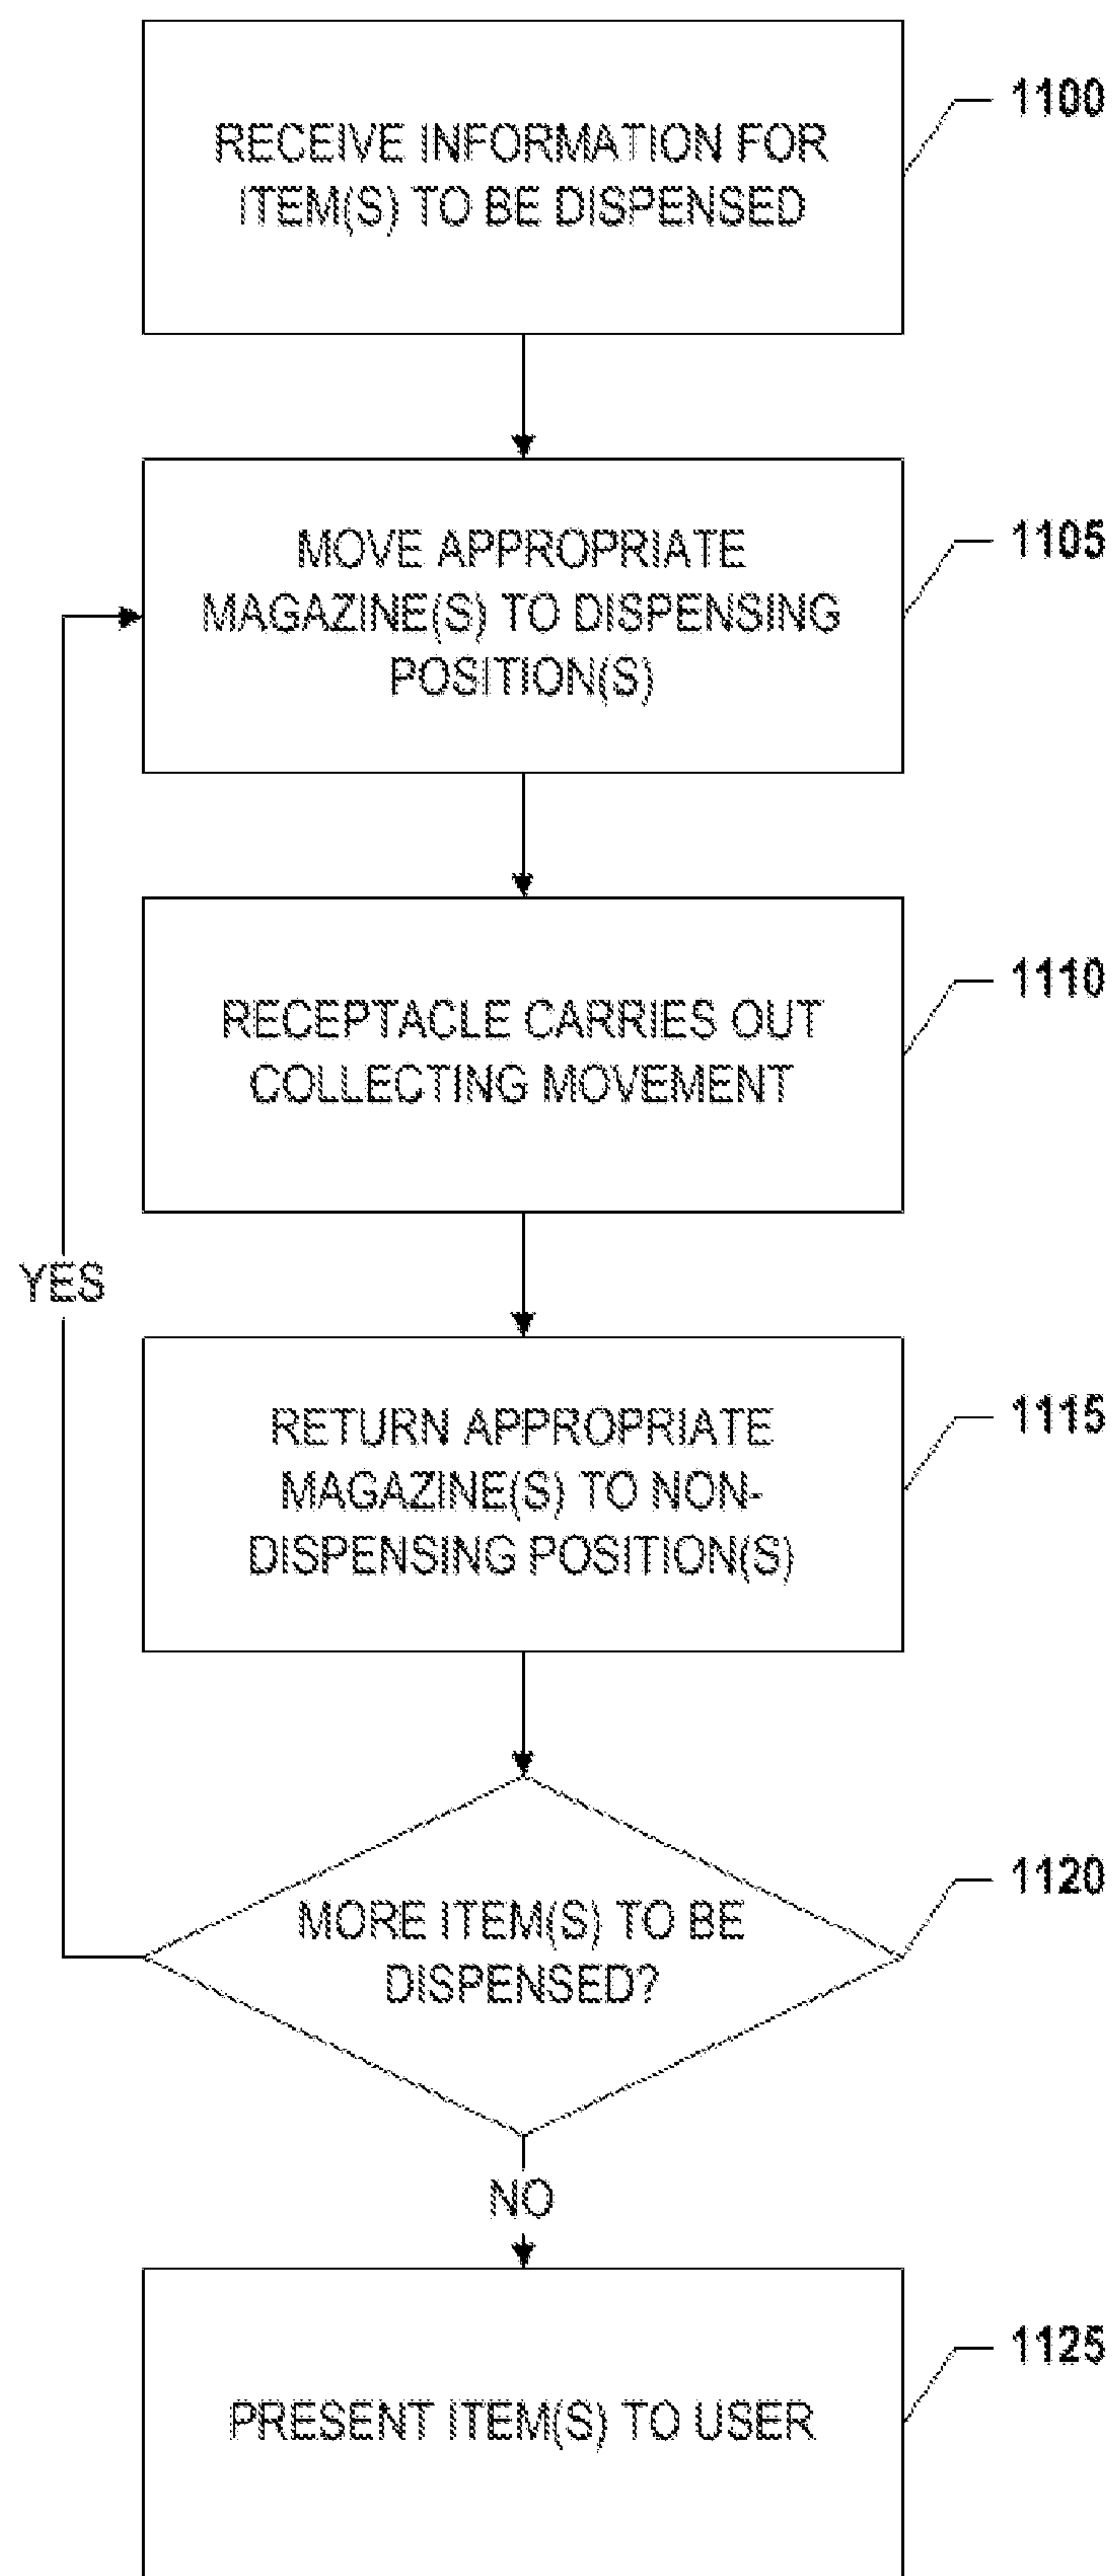 1100
RECEIVE INFORMATION FOR
ITEM(S) TO BE DISPENSED
1105
MOVE APPROPRIATE
MAGAZINE(S) TO DISPENSING
POSITION(S)
1110
RECEPTACLE CARRIES OUT
COLLECTING MOVEMENT
YES
1115
RETURN APPROPRIATE
MAGAZINE(S) TO NON-
DISPENSING POSITION(S)
1120
MORE ITEM(S) TO BE
DISPENSED?
NO
1125
PRESENT ITEM(S) TO USER